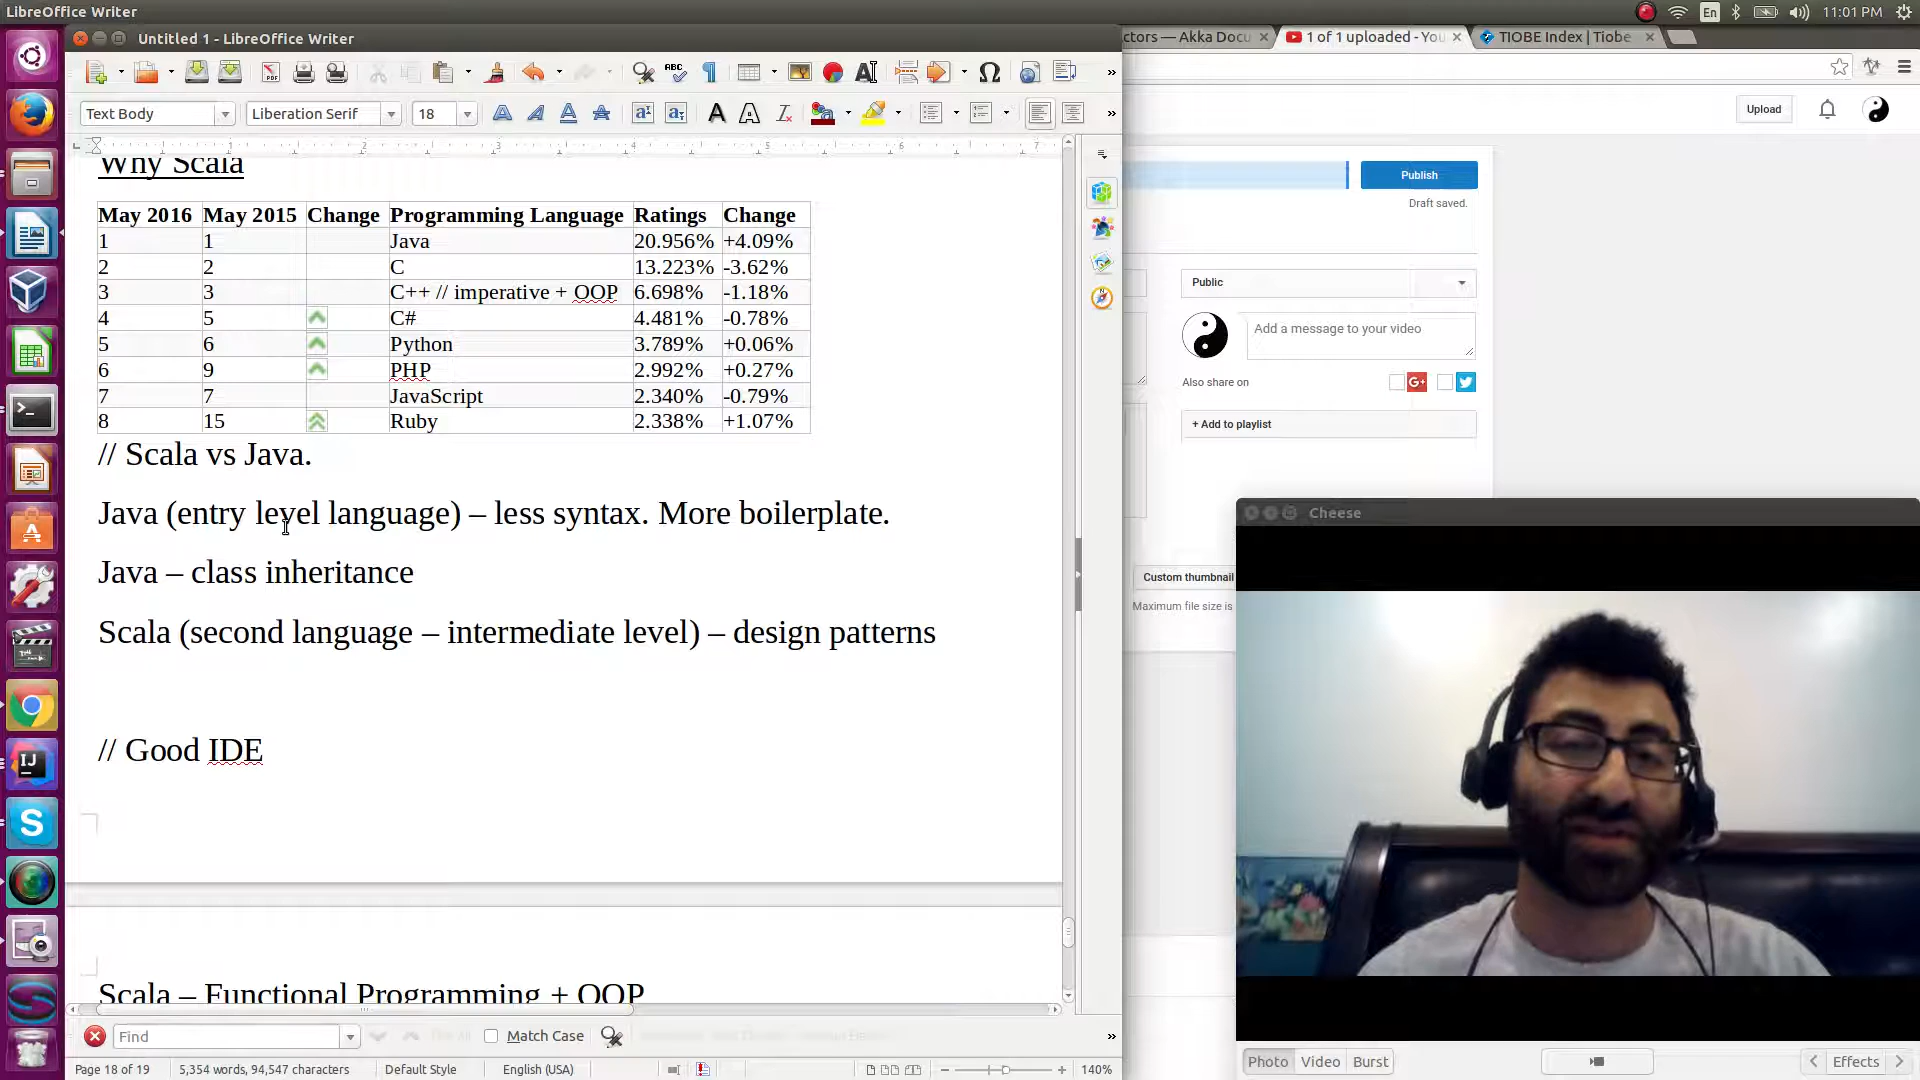 LibreOffice Writer
En
11:01 PM
Untitled 1 - LibreOffice Writer
ctors — Akka Docu
1 of 1 uploaded - You
TIOBE Index | Tiobe
Text Body
Liberation Serif
18
Upload
Why Scala
May 2016 May 2015 Change Programming Language Ratings Change
1 1 Java 20.956% +4.09%
2 2 C 13.223% -3.62%
3 3 C++ // imperative + OOP 6.698% -1.18%
4 5 C# 4.481% -0.78%
5 6 Python 3.789% +0.06%
6 9 PHP 2.992% +0.27%
7 7 JavaScript 2.340% -0.79%
8 15 Ruby 2.338% +1.07%
// Scala vs Java.
Java (entry level language) – less syntax. More boilerplate.
Java – class inheritance
Scala (second language – intermediate level) – design patterns
// Good IDE
Scala – Functional Programming + OOP
Publish
Draft saved.
Public
Add a message to your video
Also share on
+ Add to playlist
Custom thumbnail
Maximum file size is
Cheese
Find
Match Case
Page 18 of 19
5,354 words, 94,547 characters
Default Style
English (USA)
140%
Photo
Video
Burst
Effects